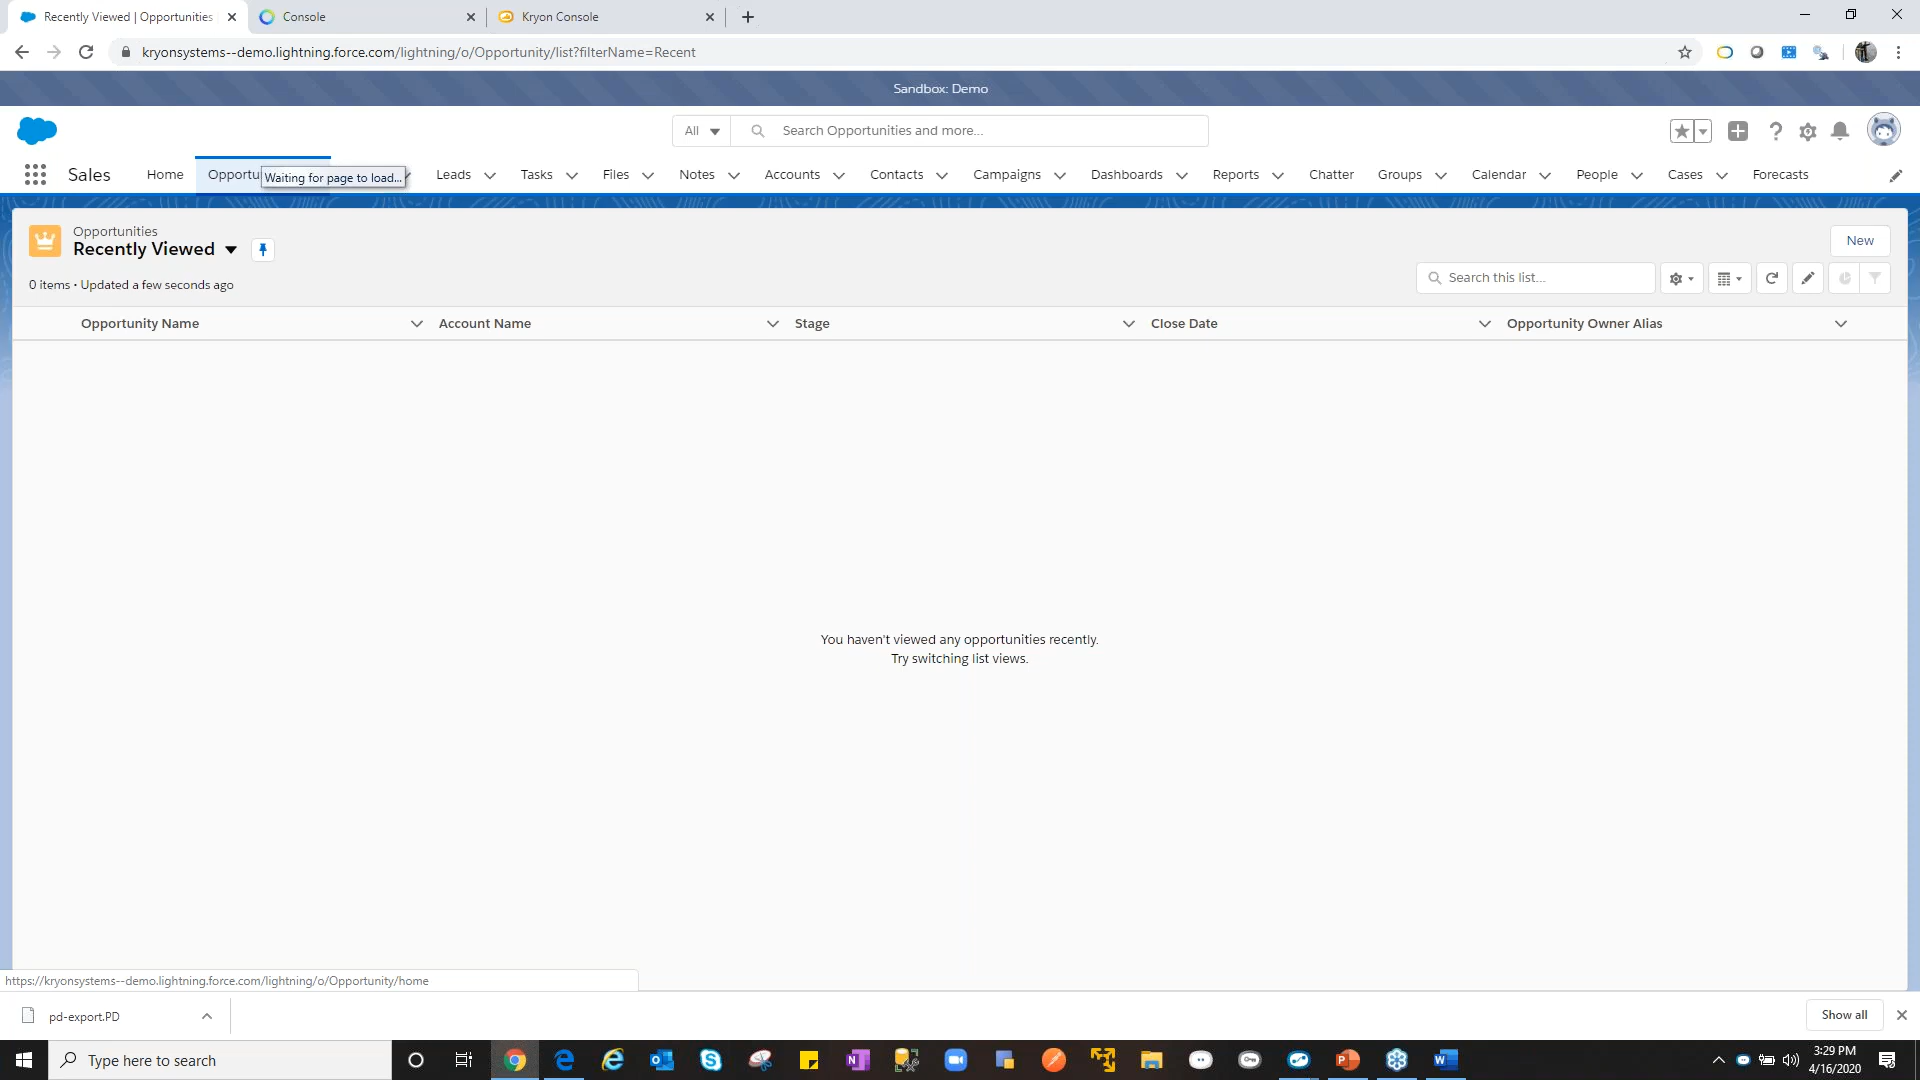 Recently Viewed | Opportunities
Console
Kryon Console
kryonsystems--demo.lightning.force.com/lightning/o/Opportunity/list?filterName=Recent
Sandbox: Demo
All
Search Opportunities and more...
Sales
Home
Opportu
Waiting for page to load...
Leads
Tasks
Files
Notes
Accounts
Contacts
Campaigns
Dashboards
Reports
Chatter
Groups
Calendar
People
Cases
Forecasts
Opportunities
Recently Viewed
New
0 items • Updated a few seconds ago
Search this list...
Opportunity Name
Account Name
Stage
Close Date
Opportunity Owner Alias
You haven't viewed any opportunities recently.
Try switching list views.
https://kryonsystems--demo.lightning.force.com/lightning/o/Opportunity/home
pd-export.PD
Show all
Type here to search
3:29 PM
4/16/2020